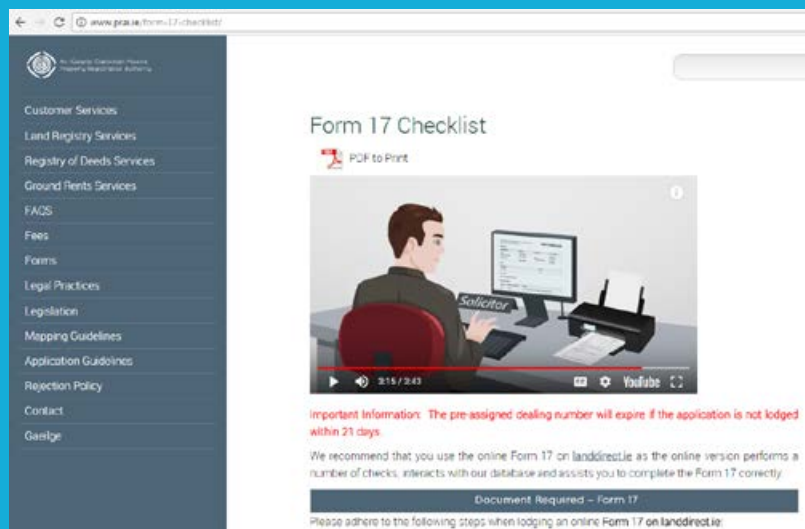 www.prai.ie/form-17-checklist/
Property Registration Authority
Customer Services
Land Registry Services
Registry of Deeds Services
Ground Rents Services
FAQS
Fees
Forms
Legal Practices
Legislation
Mapping Guidelines
Application Guidelines
Rejection Policy
Contact
Gaeilge
Form 17 Checklist
PDF to Print
Solicitor
3:15 / 3:43
YouTube
Important Information: The pre-assigned dealing number will expire if the application is not lodged
within 21 days
We recommend that you use the online Form 17 on landdirect.ie as the online version performs a
number of checks, interacts with our database and assists you to complete the Form 17 correctly
Document Required – Form 17
Please adhere to the following steps when lodging an online Form 17 on landdirect.ie: